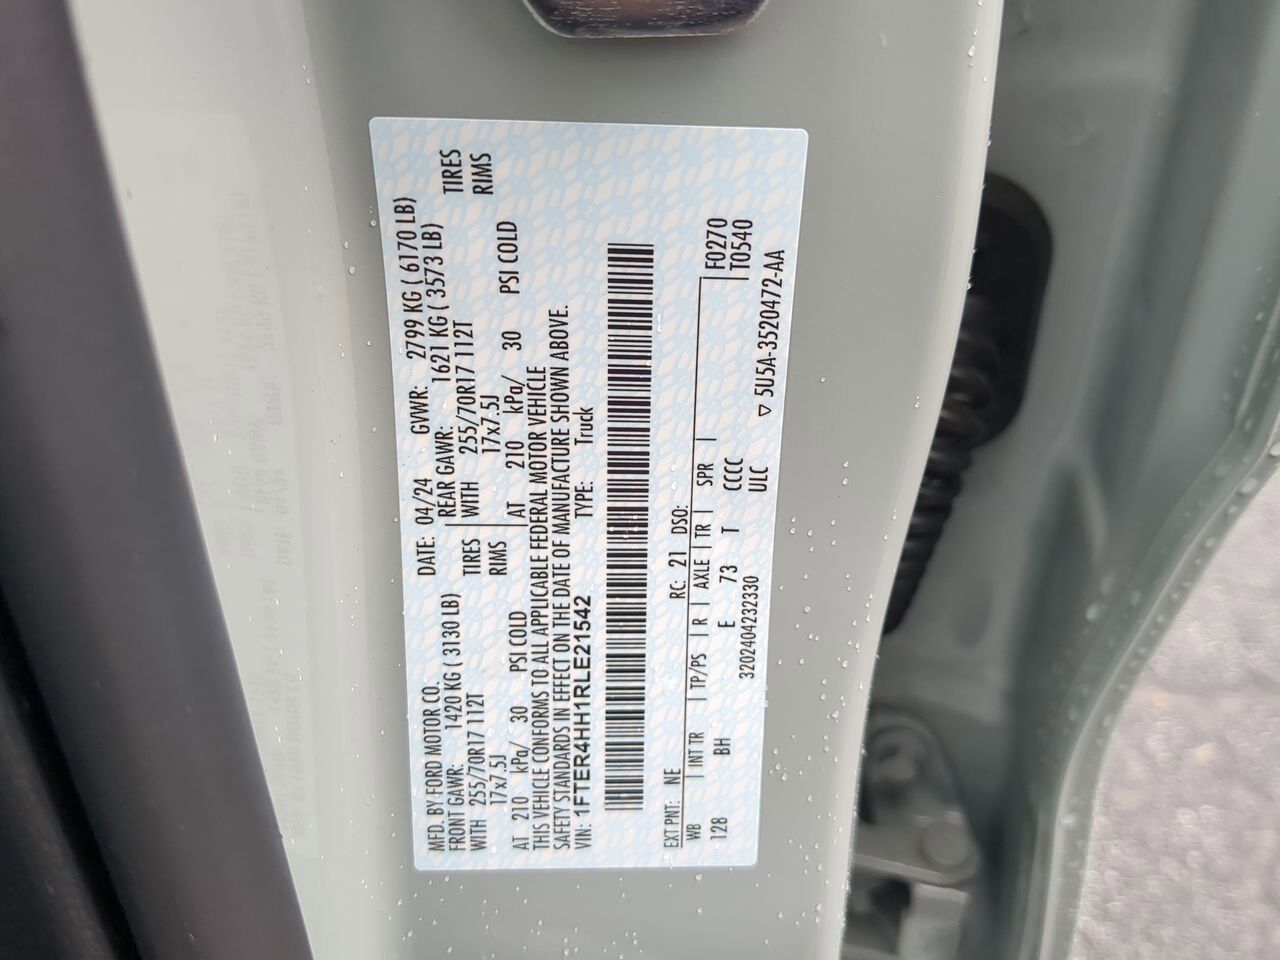 MFD. BY FORD MOTOR CO. DATE: 04/24 GVWR: 2799 KG ( 6170 LB)
FRONT GAWR: 1420 KG ( 3130 LB) REAR GAWR: 1621 KG ( 3573 LB)
WITH 255/70R17 112T TIRES WITH 255/70R17 112T TIRES
17x7.5J RIMS 17x7.5J RIMS
AT 210 kPa/ 30 PSI COLD AT 210 kPa/ 30 PSI COLD
THIS VEHICLE CONFORMS TO ALL APPLICABLE FEDERAL MOTOR VEHICLE
SAFETY STANDARDS IN EFFECT ON THE DATE OF MANUFACTURE SHOWN ABOVE.
VIN: 1FTER4HH1RLE21542 TYPE: Truck
EXT PNT: NE RC: 21 DSO: F0270
WB INT TR TP/PS R AXLE TR SPR T0540
128 BH E 73 T CCCC
3202404232330 ULC
▽ 5U5A-3520472-AA